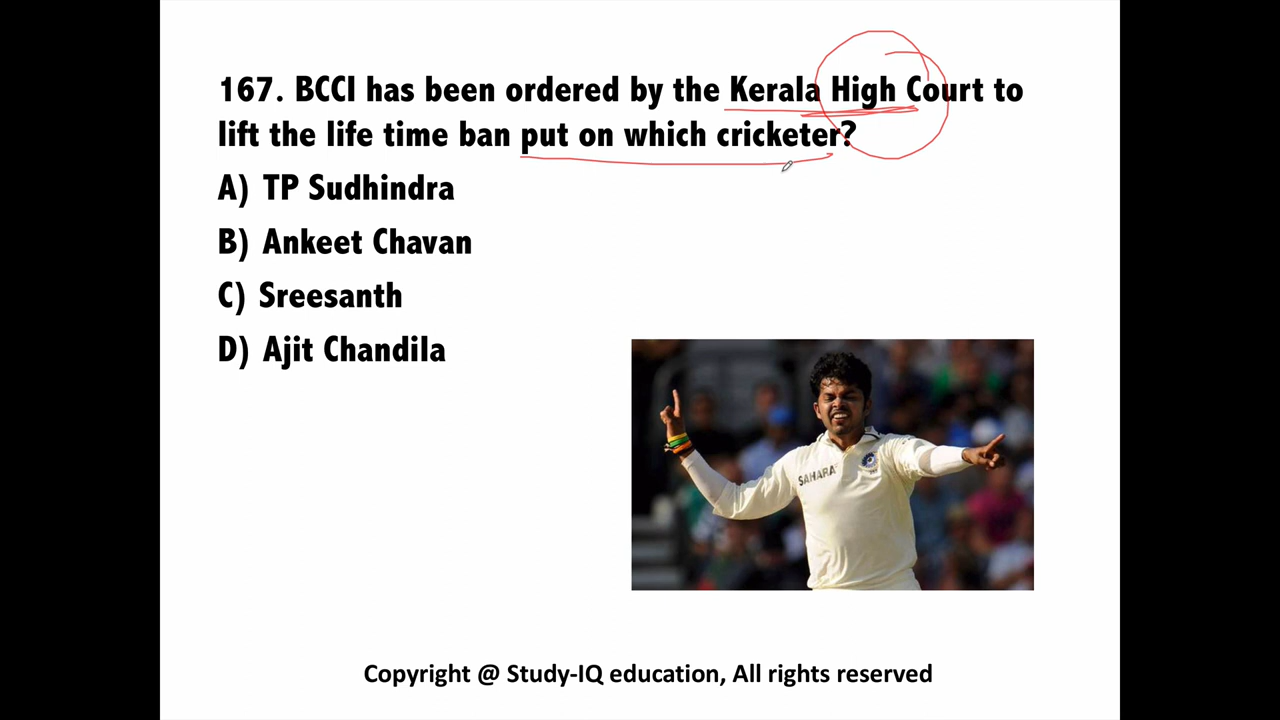 167. BCCI has been ordered by the Kerala High Court to
lift the life time ban put on which cricketer?
A) TP Sudhindra
B) Ankeet Chavan
C) Sreesanth
D) Ajit Chandila
SAHARA
Copyright @ Study-IQ education, All rights reserved